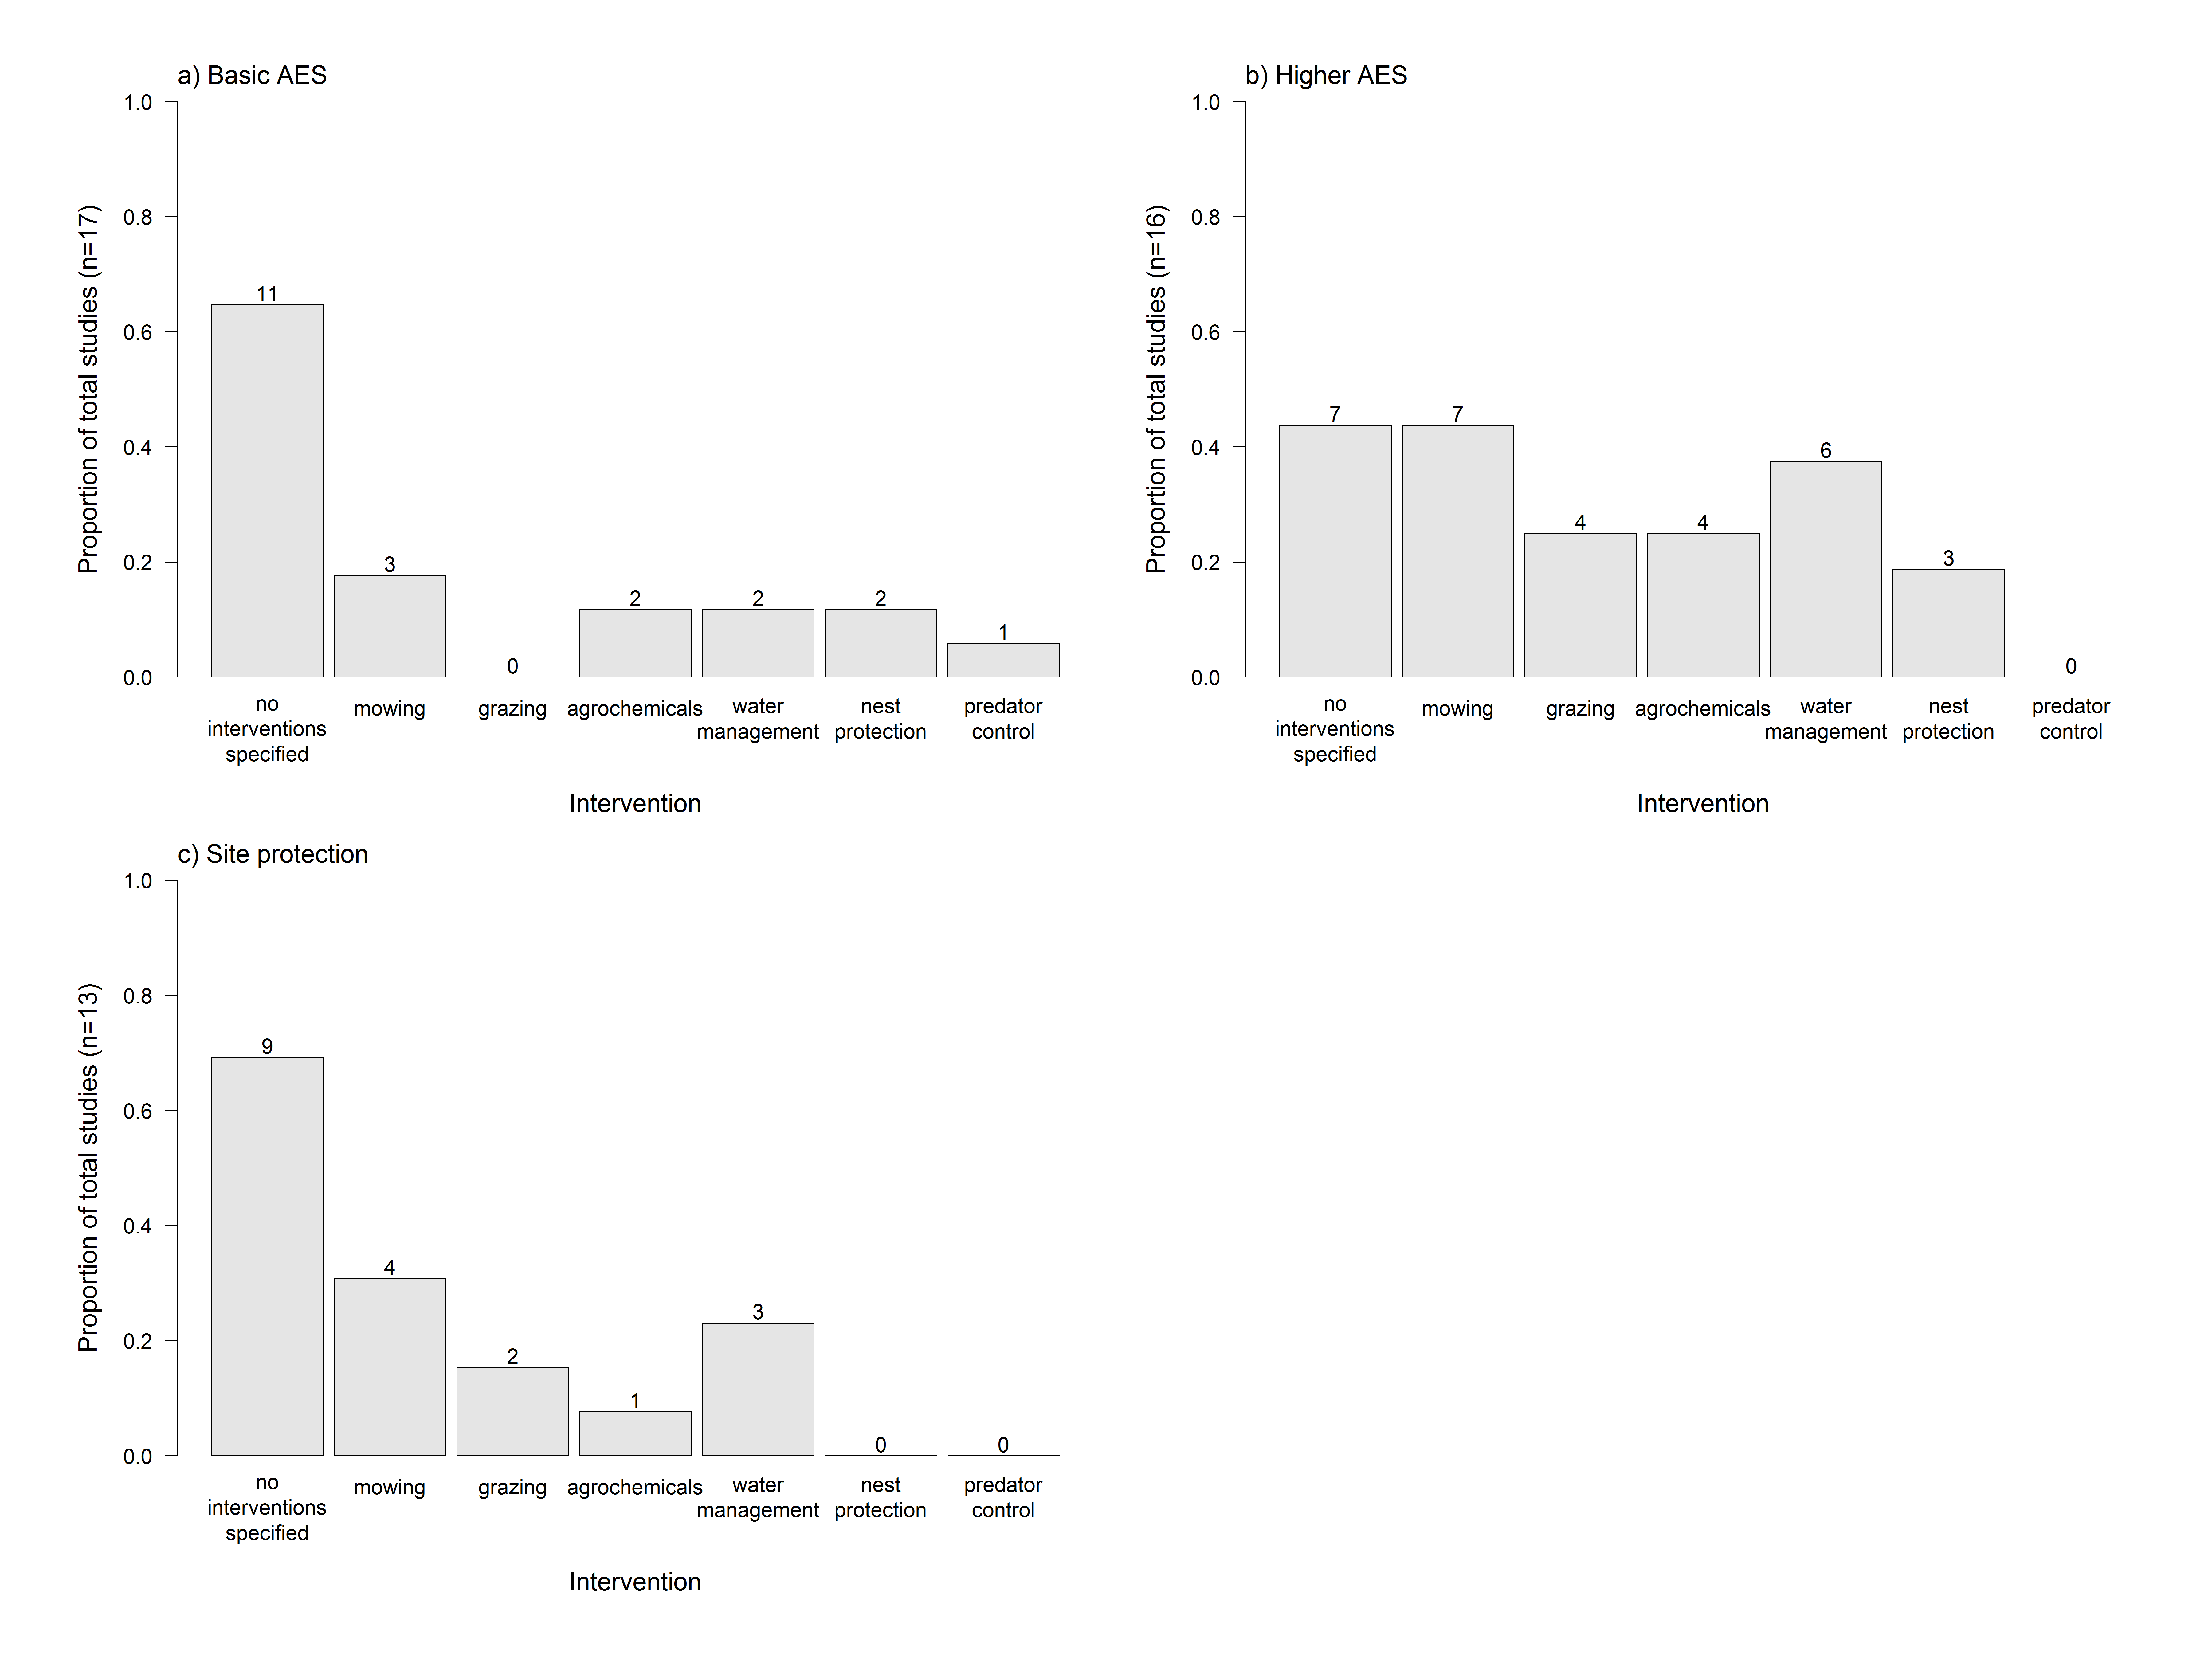 a) Basic AES
Proportion of total studies (n=17)
1.0
0.8
0.6
0.4
0.2
0.0
11
3
0
2
2
2
1
no
interventions
specified
mowing
grazing
agrochemicals
water
management
nest
protection
predator
control
Intervention
b) Higher AES
Proportion of total studies (n=16)
1.0
0.8
0.6
0.4
0.2
0.0
7
7
4
4
6
3
0
no
interventions
specified
mowing
grazing
agrochemicals
water
management
nest
protection
predator
control
Intervention
c) Site protection
Proportion of total studies (n=13)
1.0
0.8
0.6
0.4
0.2
0.0
9
4
2
1
3
0
0
no
interventions
specified
mowing
grazing
agrochemicals
water
management
nest
protection
predator
control
Intervention